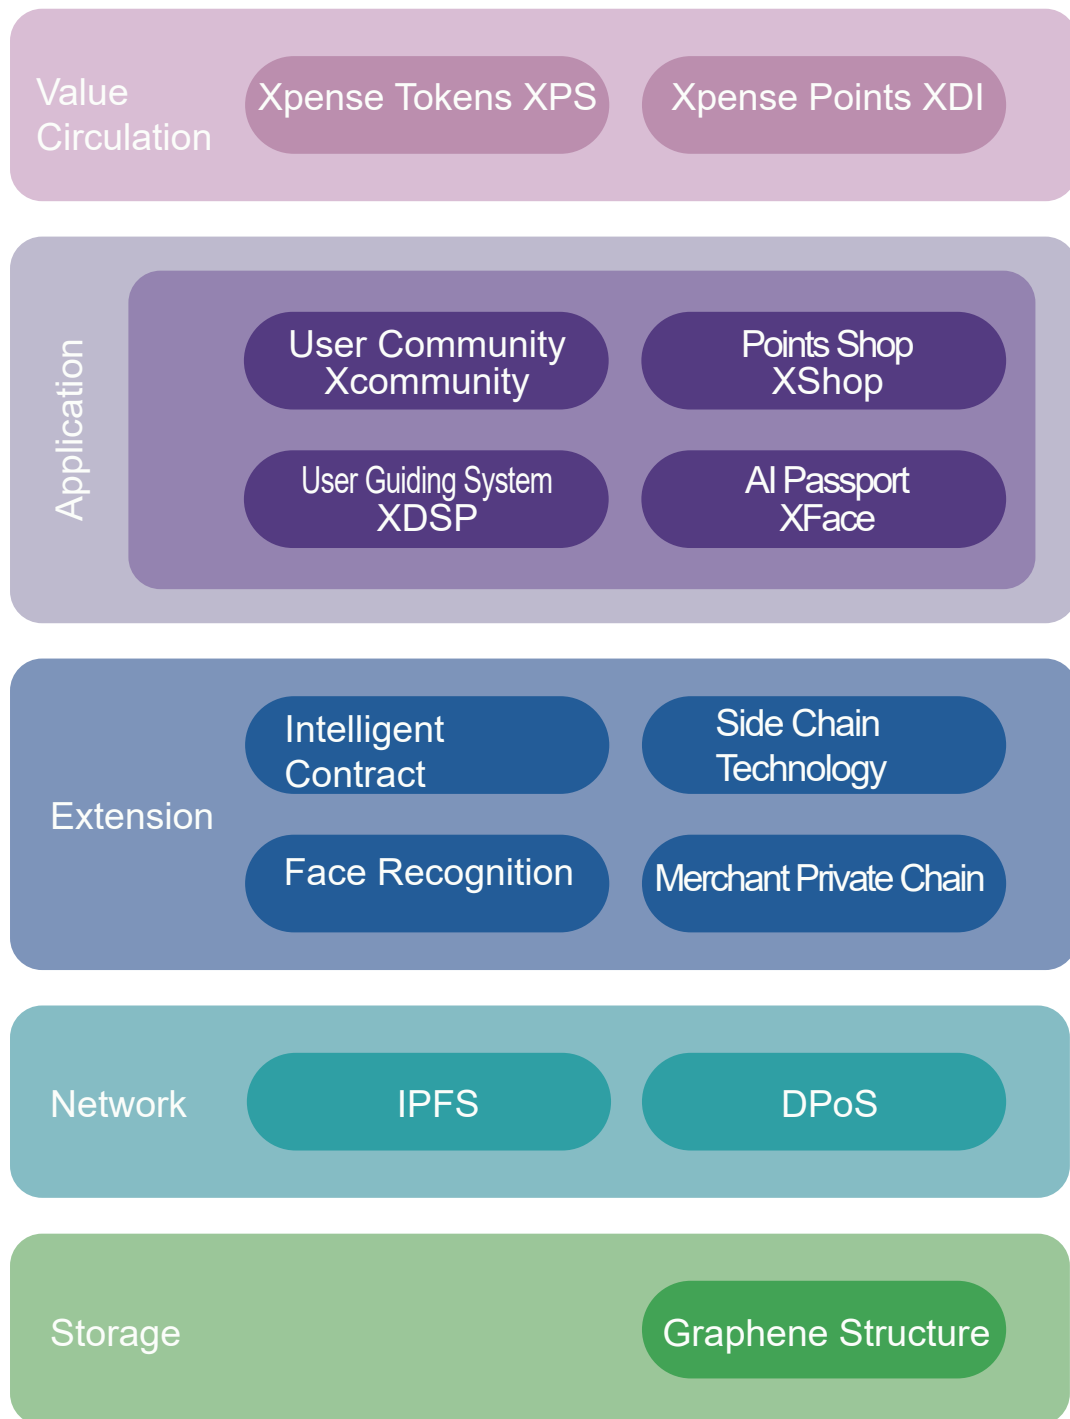 Value
Circulation
Xpense Tokens XPS
Xpense Points XDI
Application
User Community
Xcommunity
Points Shop
XShop
User Guiding System
XDSP
AI Passport
XFace
Extension
Intelligent
Contract
Side Chain
Technology
Face Recognition
Merchant Private Chain
Network
IPFS
DPoS
Storage
Graphene Structure